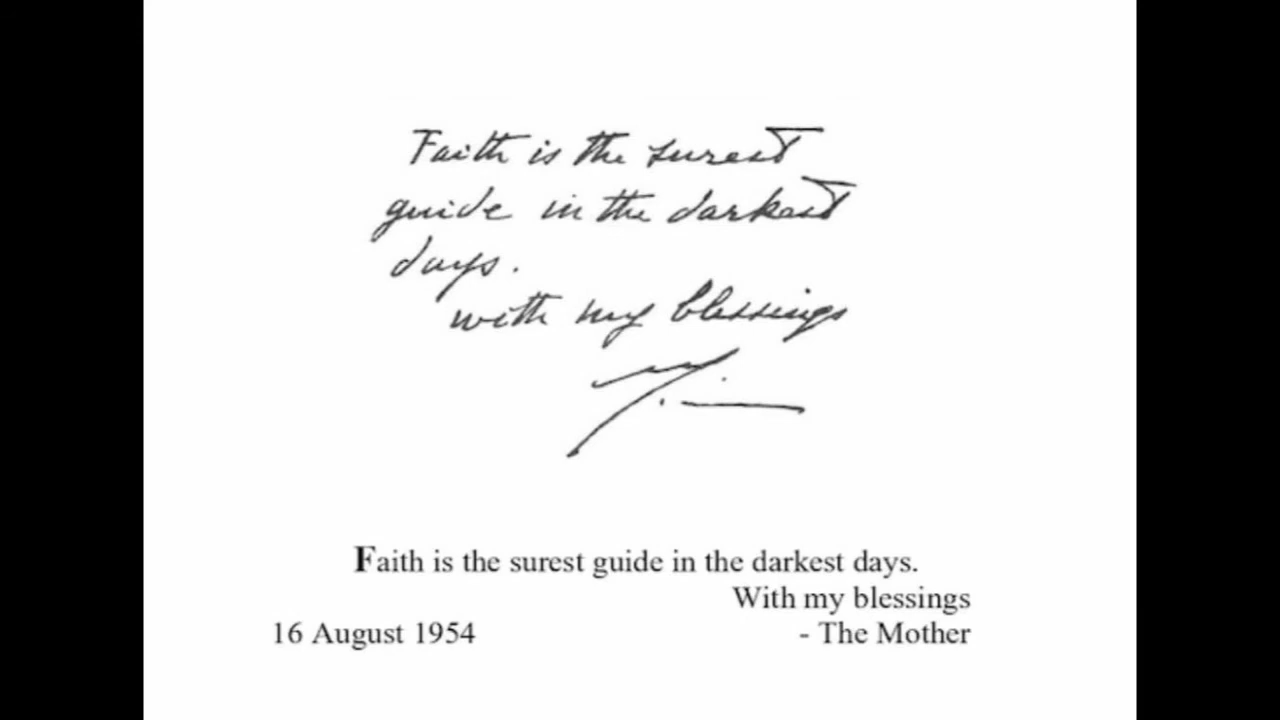 Faith is the surest
guide in the darkest
days.
with my blessings
Faith is the surest guide in the darkest days.
With my blessings
16 August 1954 - The Mother